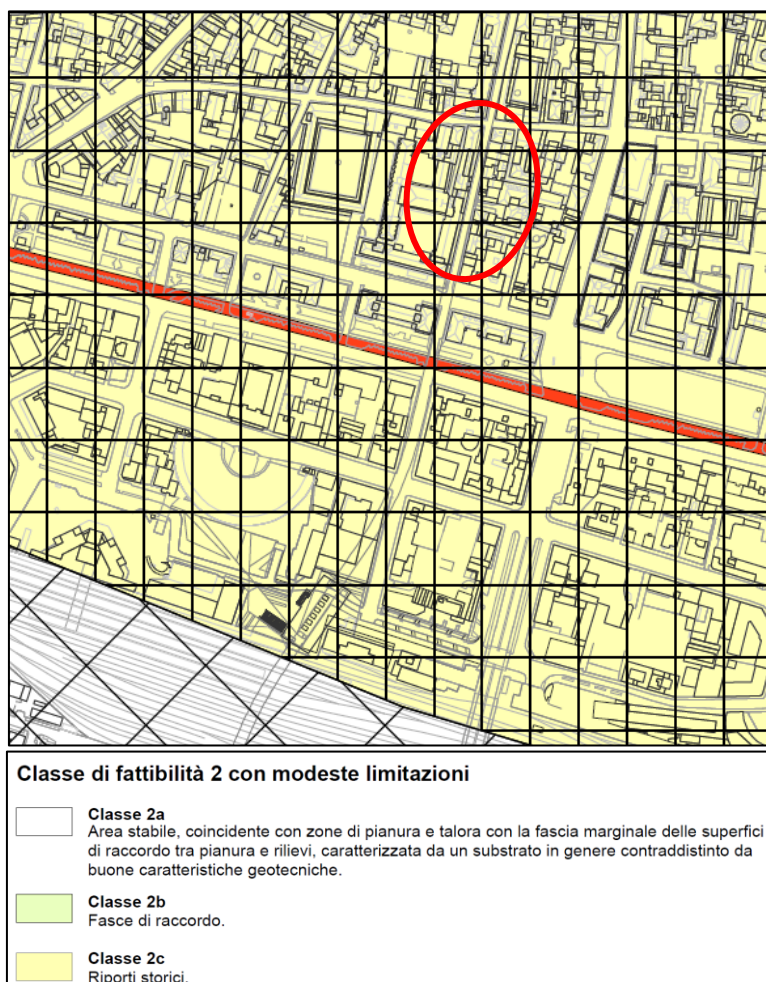 Classe di fattibilità 2 con modeste limitazioni
Classe 2a
Area stabile, coincidente con zone di pianura e talora con la fascia marginale delle superfici
di raccordo tra pianura e rilievi, caratterizzata da un substrato in genere contraddistinto da
buone caratteristiche geotecniche.
Classe 2b
Fasce di raccordo.
Classe 2c
Riporti storici.